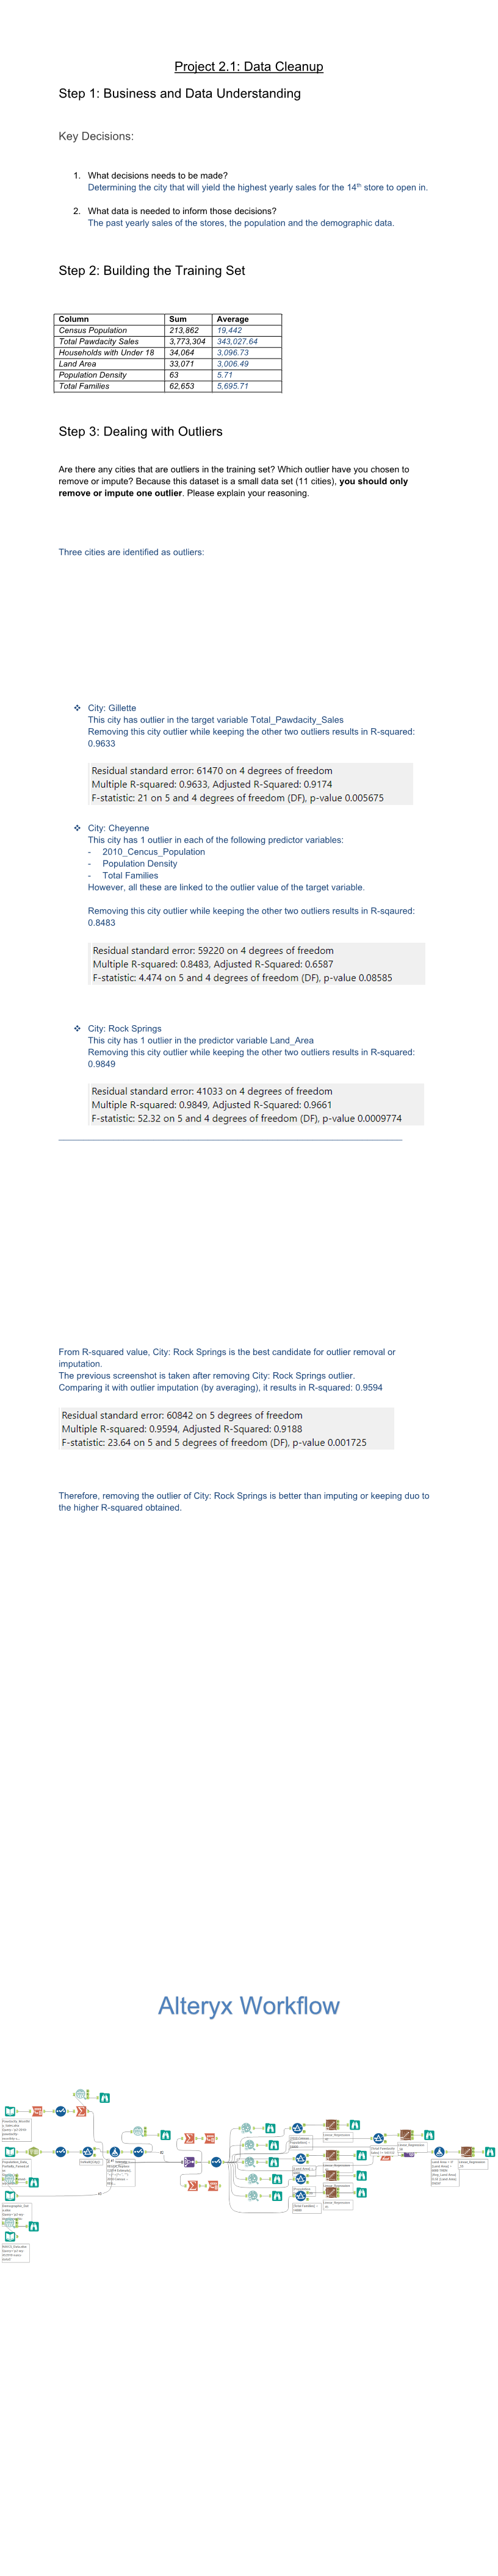 Project 2.1: Data Cleanup
Step 1: Business and Data Understanding
Key Decisions:
1. What decisions needs to be made?
Determining the city that will yield the highest yearly sales for the 14th store to open in.
2. What data is needed to inform those decisions?
The past yearly sales of the stores, the population and the demographic data.
Step 2: Building the Training Set
Column Sum Average
Census Population 213,862 19,442
Total Pawdacity Sales 3,773,304 343,027.64
Households with Under 18 34,064 3,096.73
Land Area 33,071 3,006.49
Population Density 63 5.71
Total Families 62,653 5,695.71
Step 3: Dealing with Outliers
Are there any cities that are outliers in the training set? Which outlier have you chosen to
remove or impute? Because this dataset is a small data set (11 cities), you should only
remove or impute one outlier. Please explain your reasoning.
Three cities are identified as outliers:
❖ City: Gillette
This city has outlier in the target variable Total_Pawdacity_Sales
Removing this city outlier while keeping the other two outliers results in R-squared:
0.9633
Residual standard error: 61470 on 4 degrees of freedom
Multiple R-squared: 0.9633, Adjusted R-Squared: 0.9174
F-statistic: 21 on 5 and 4 degrees of freedom (DF), p-value 0.005675
❖ City: Cheyenne
This city has 1 outlier in each of the following predictor variables:
- 2010_Cencus_Population
- Population Density
- Total Families
However, all these are linked to the outlier value of the target variable.
Removing this city outlier while keeping the other two outliers results in R-sqaured:
0.8483
Residual standard error: 59220 on 4 degrees of freedom
Multiple R-squared: 0.8483, Adjusted R-Squared: 0.6587
F-statistic: 4.474 on 5 and 4 degrees of freedom (DF), p-value 0.08585
❖ City: Rock Springs
This city has 1 outlier in the predictor variable Land_Area
Removing this city outlier while keeping the other two outliers results in R-squared:
0.9849
Residual standard error: 41033 on 4 degrees of freedom
Multiple R-squared: 0.9849, Adjusted R-Squared: 0.9661
F-statistic: 52.32 on 5 and 4 degrees of freedom (DF), p-value 0.0009774
From R-squared value, City: Rock Springs is the best candidate for outlier removal or
imputation.
The previous screenshot is taken after removing City: Rock Springs outlier.
Comparing it with outlier imputation (by averaging), it results in R-squared: 0.9594
Residual standard error: 60842 on 5 degrees of freedom
Multiple R-squared: 0.9594, Adjusted R-Squared: 0.9188
F-statistic: 23.64 on 5 and 5 degrees of freedom (DF), p-value 0.001725
Therefore, removing the outlier of City: Rock Springs is better than imputing or keeping duo to
the higher R-squared obtained.
Alteryx Workflow